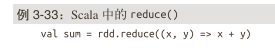 例 3-33：Scala 中的 reduce()
val sum = rdd.reduce((x, y) => x + y)